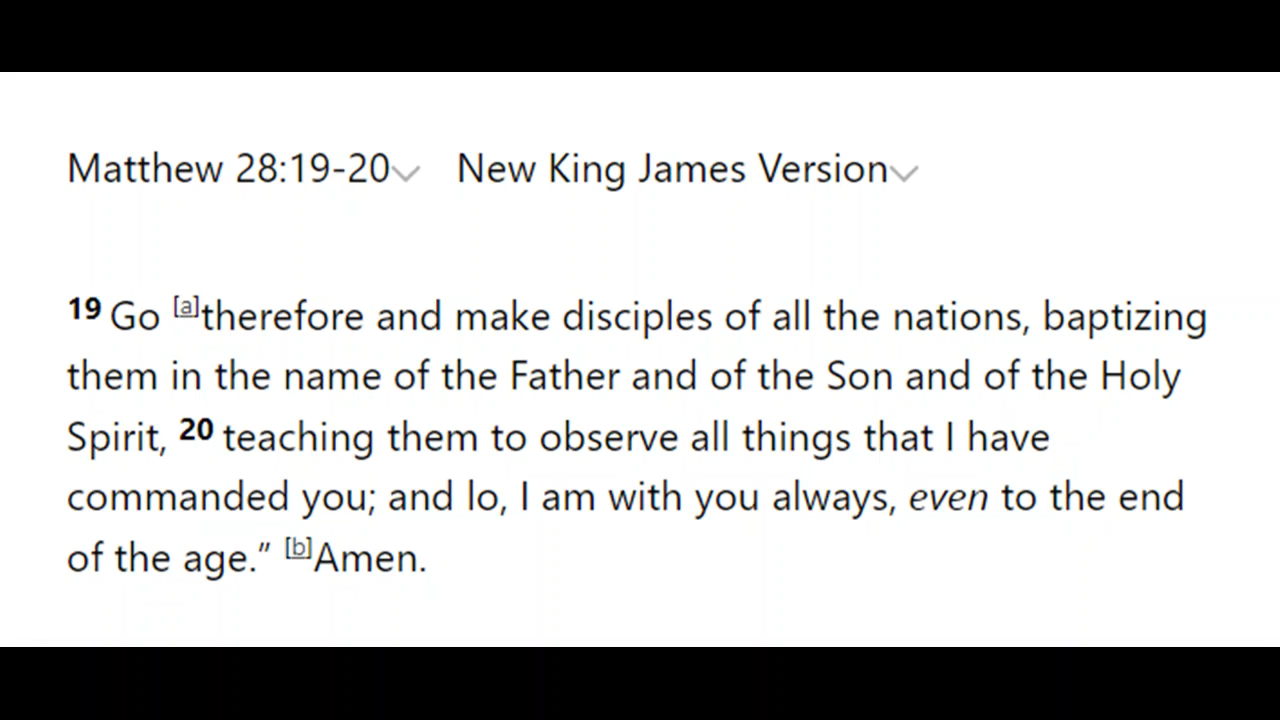 Matthew 28:19-20 New King James Version
19 Go [a]therefore and make disciples of all the nations, baptizing
them in the name of the Father and of the Son and of the Holy
Spirit, 20 teaching them to observe all things that I have
commanded you; and lo, I am with you always, even to the end
of the age.” [b]Amen.